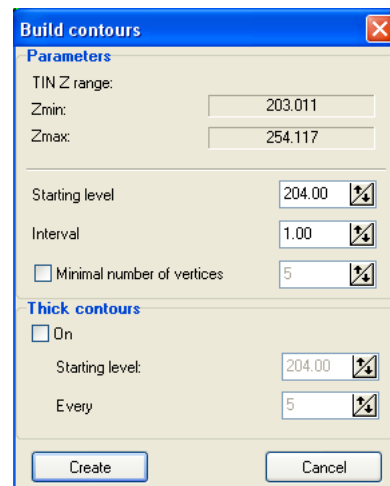 Build contours
Parameters
TIN Z range:
Zmin: 203.011
Zmax: 254.117
Starting level 204.00
Interval 1.00
Minimal number of vertices 5
Thick contours
On
Starting level: 204.00
Every 5
Create Cancel